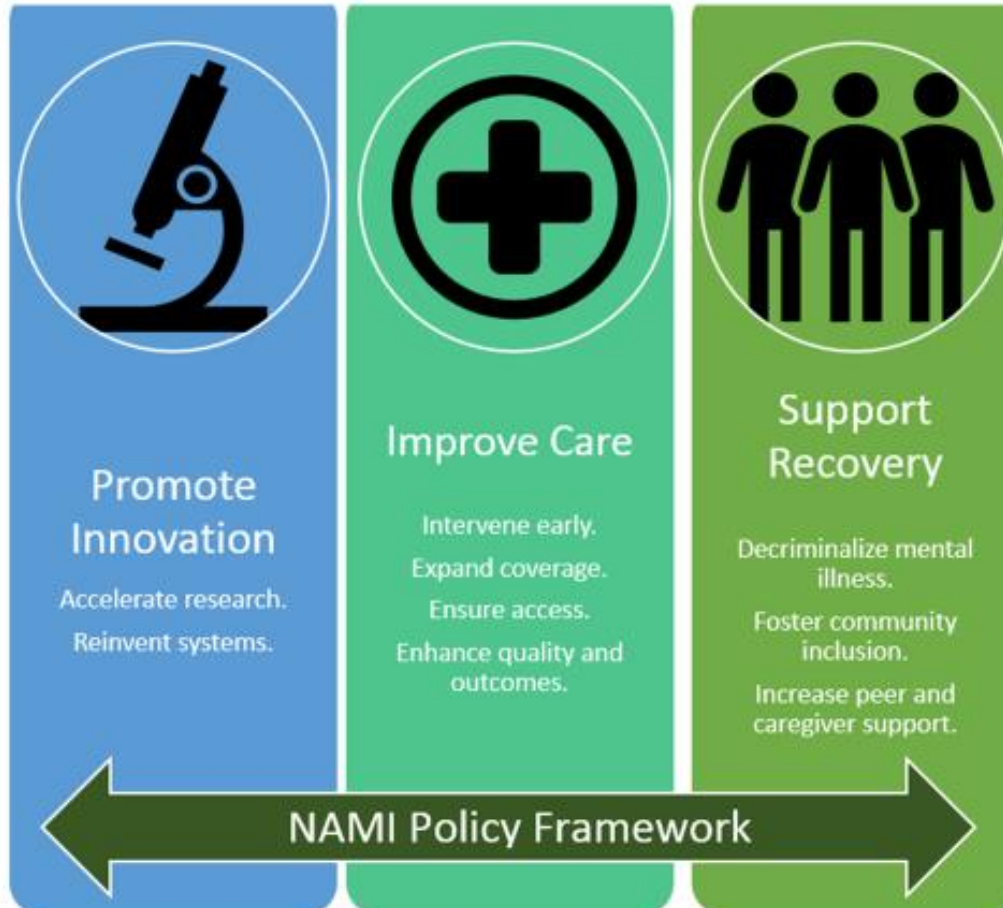 Promote
Innovation
Accelerate research.
Reinvent systems.
Improve Care
Intervene early.
Expand coverage.
Ensure access.
Enhance quality and
outcomes.
Support
Recovery
Decriminalize mental
illness.
Foster community
inclusion.
Increase peer and
caregiver support.
NAMI Policy Framework